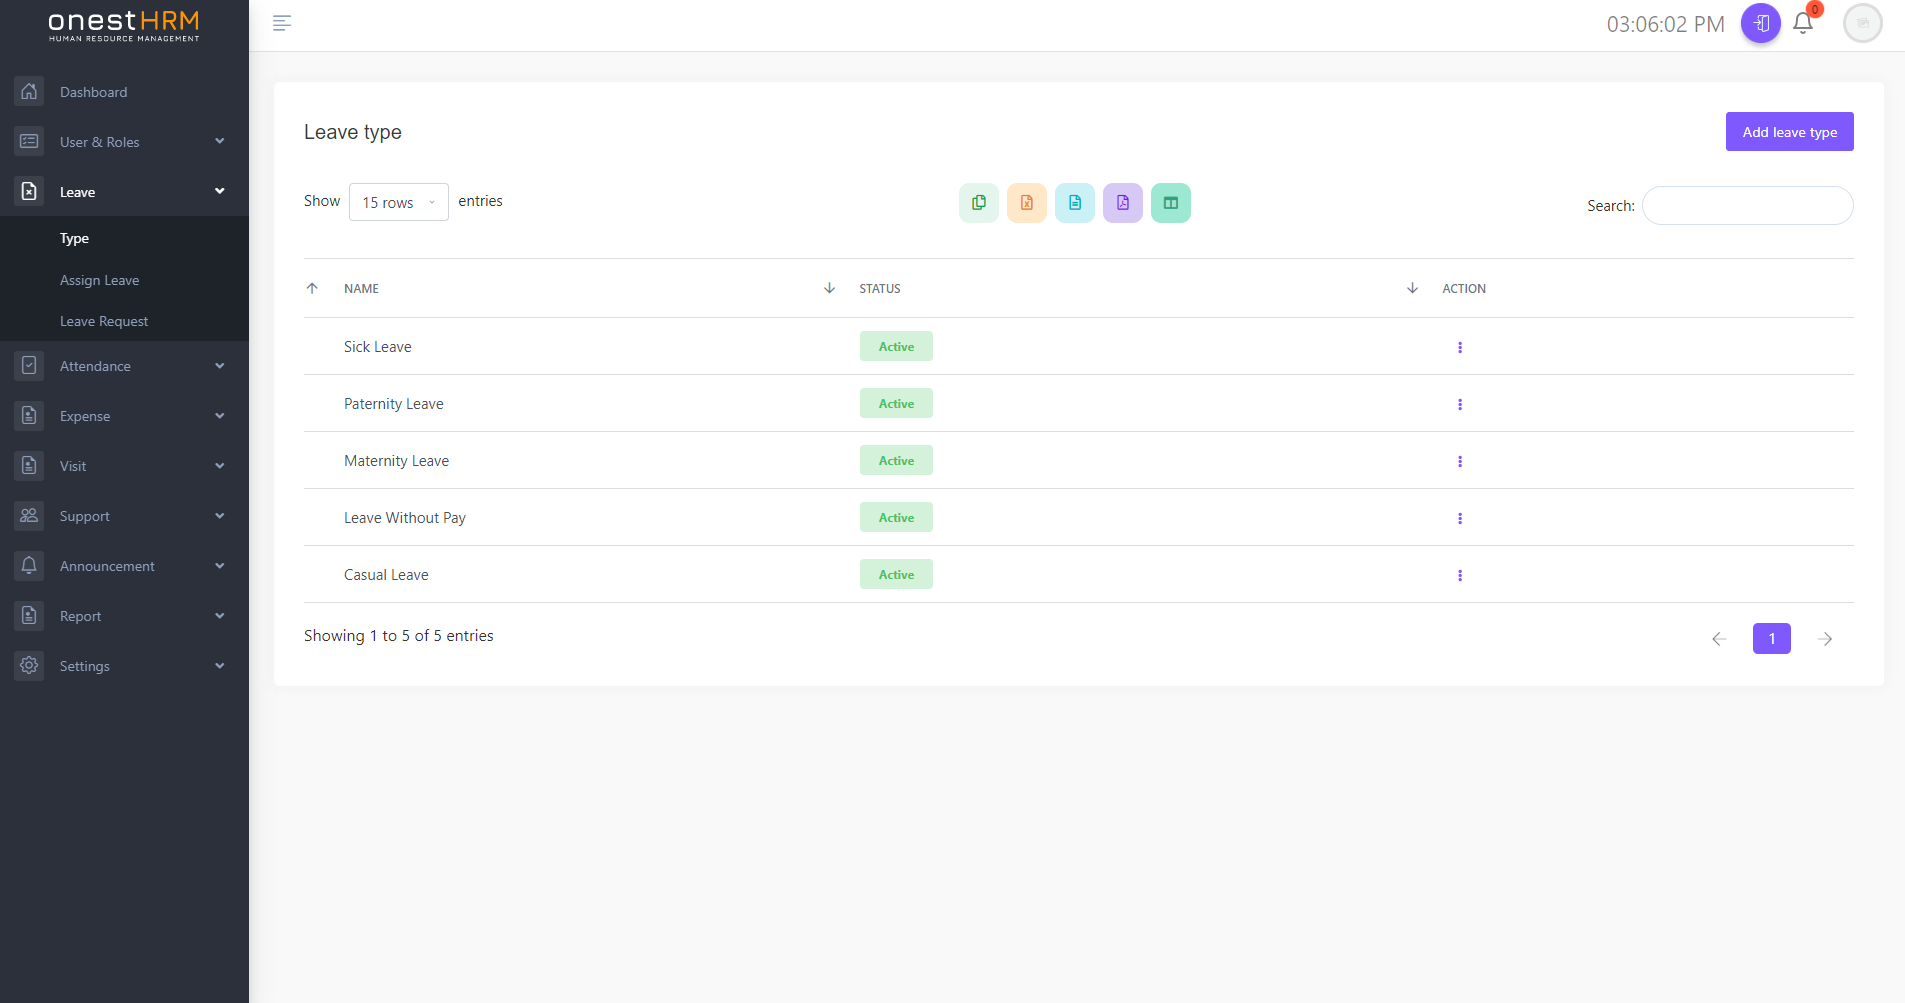 onestHRM
HUMAN RESOURCE MANAGEMENT
Dashboard
User & Roles
Leave
Type
Assign Leave
Leave Request
Attendance
Expense
Visit
Support
Announcement
Report
Settings
03:06:02 PM
0
Leave type
Add leave type
Show 15 rows entries
Search:
NAME STATUS ACTION
Sick Leave Active
Paternity Leave Active
Maternity Leave Active
Leave Without Pay Active
Casual Leave Active
Showing 1 to 5 of 5 entries
1